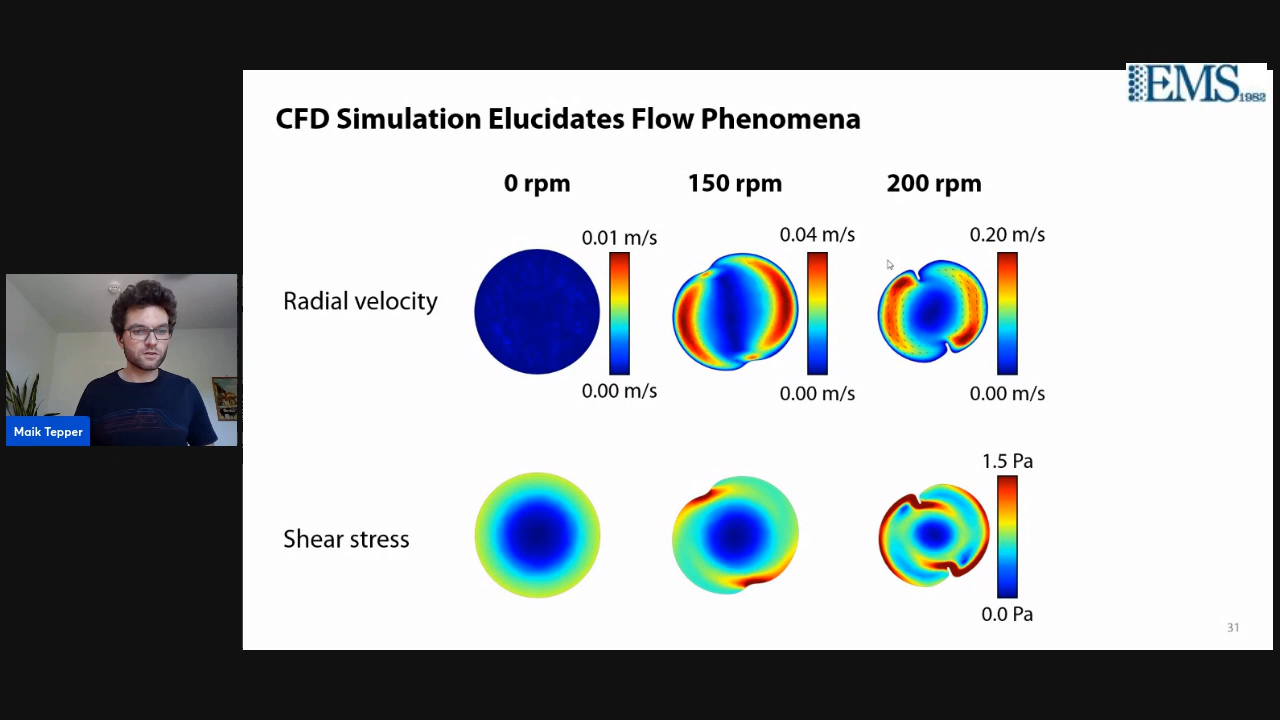 EMS 1982
CFD Simulation Elucidates Flow Phenomena
0 rpm 150 rpm 200 rpm
0.01 m/s 0.04 m/s 0.20 m/s
Radial velocity
0.00 m/s 0.00 m/s 0.00 m/s
Maik Tepper
1.5 Pa
Shear stress
0.0 Pa
31